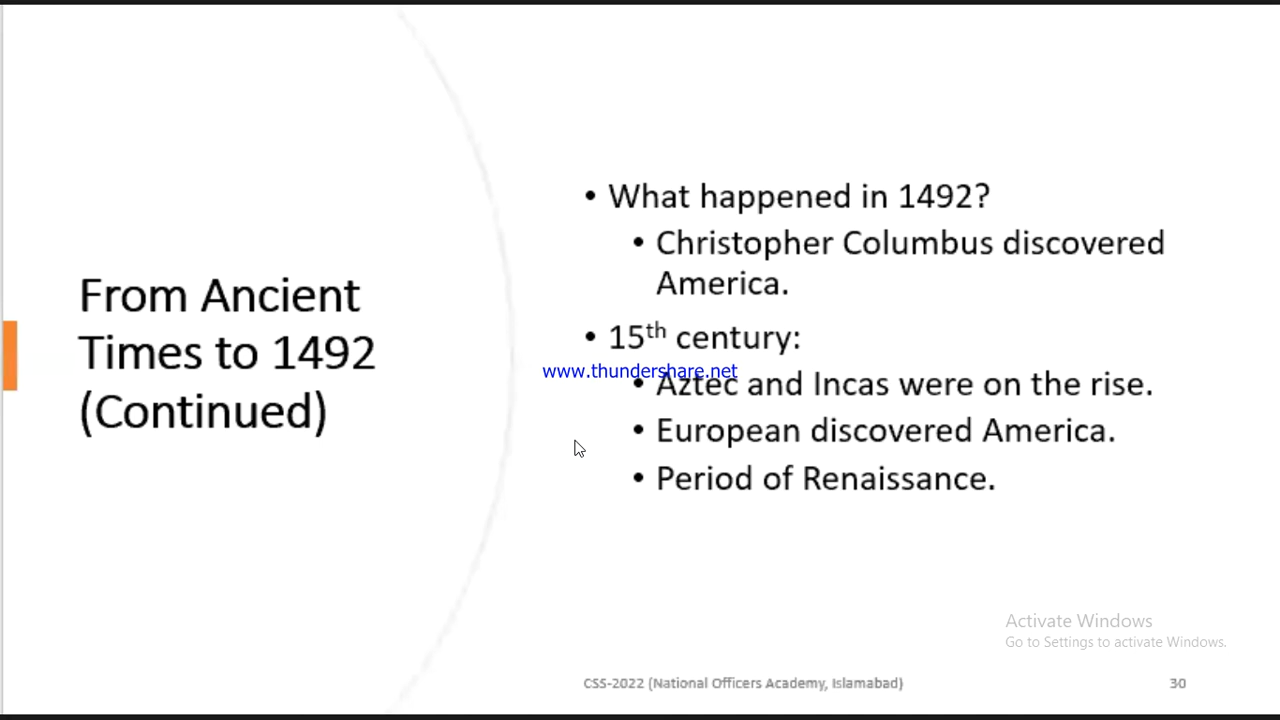 From Ancient
Times to 1492
(Continued)
• What happened in 1492?
• Christopher Columbus discovered
America.
• 15th century:
www.thundershare.net
• Aztec and Incas were on the rise.
• European discovered America.
• Period of Renaissance.
Activate Windows
Go to Settings to activate Windows.
CSS-2022 (National Officers Academy, Islamabad)
30